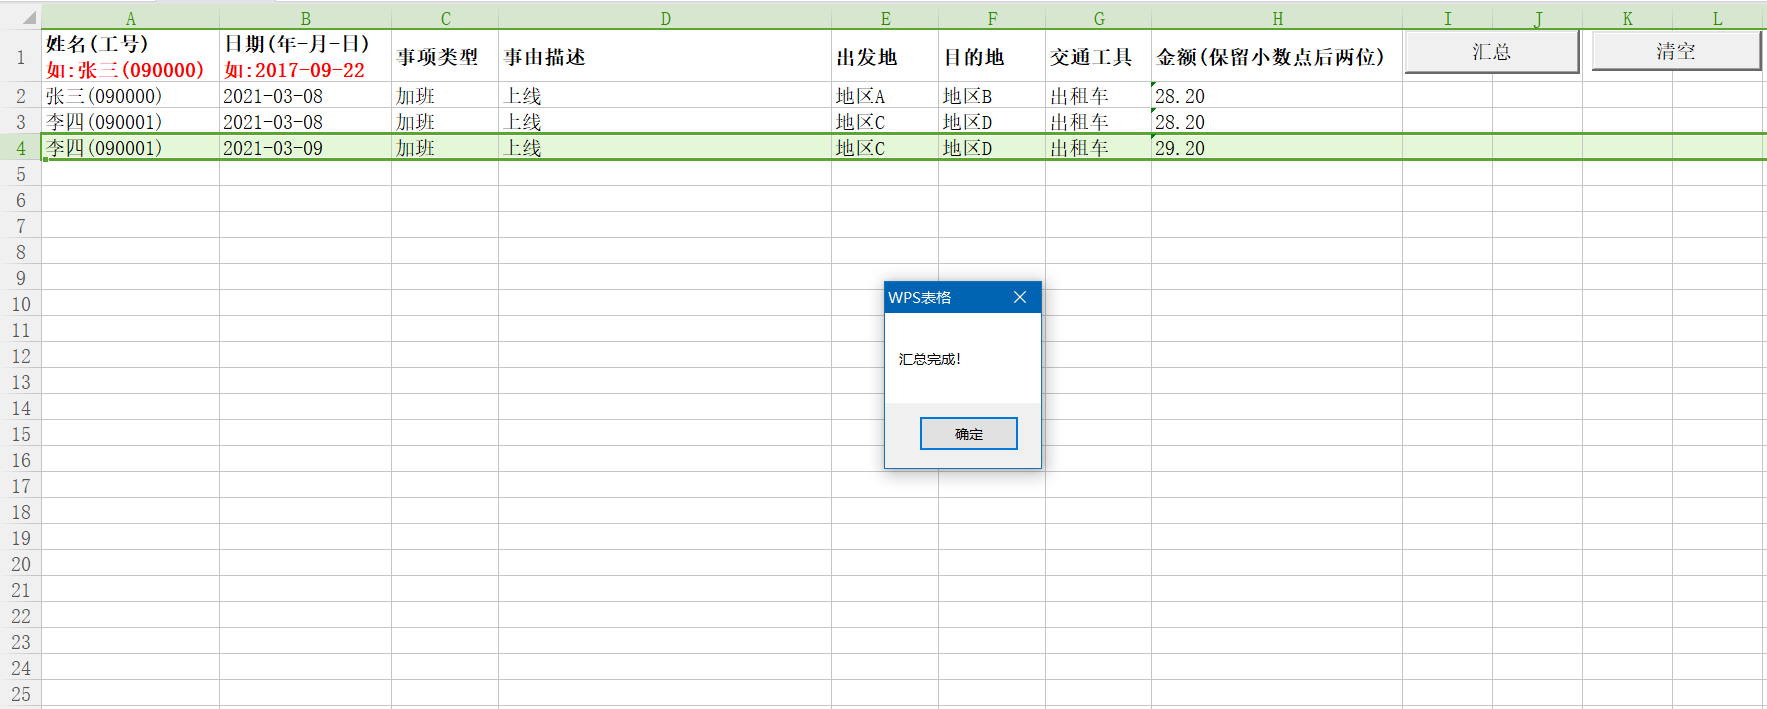 A B C D E F G H I J K L
1 姓名(工号) 日期(年-月-日) 事项类型 事由描述 出发地 目的地 交通工具 金额(保留小数点后两位) 汇总 清空
如:张三(090000) 如:2017-09-22
2 张三(090000) 2021-03-08 加班 上线 地区A 地区B 出租车 28.20
3 李四(090001) 2021-03-08 加班 上线 地区C 地区D 出租车 28.20
4 李四(090001) 2021-03-09 加班 上线 地区C 地区D 出租车 29.20
5
6
7
8
9
10
11
12
13
14
15
16
17
18
19
20
21
22
23
24
25
WPS表格
汇总完成!
确定